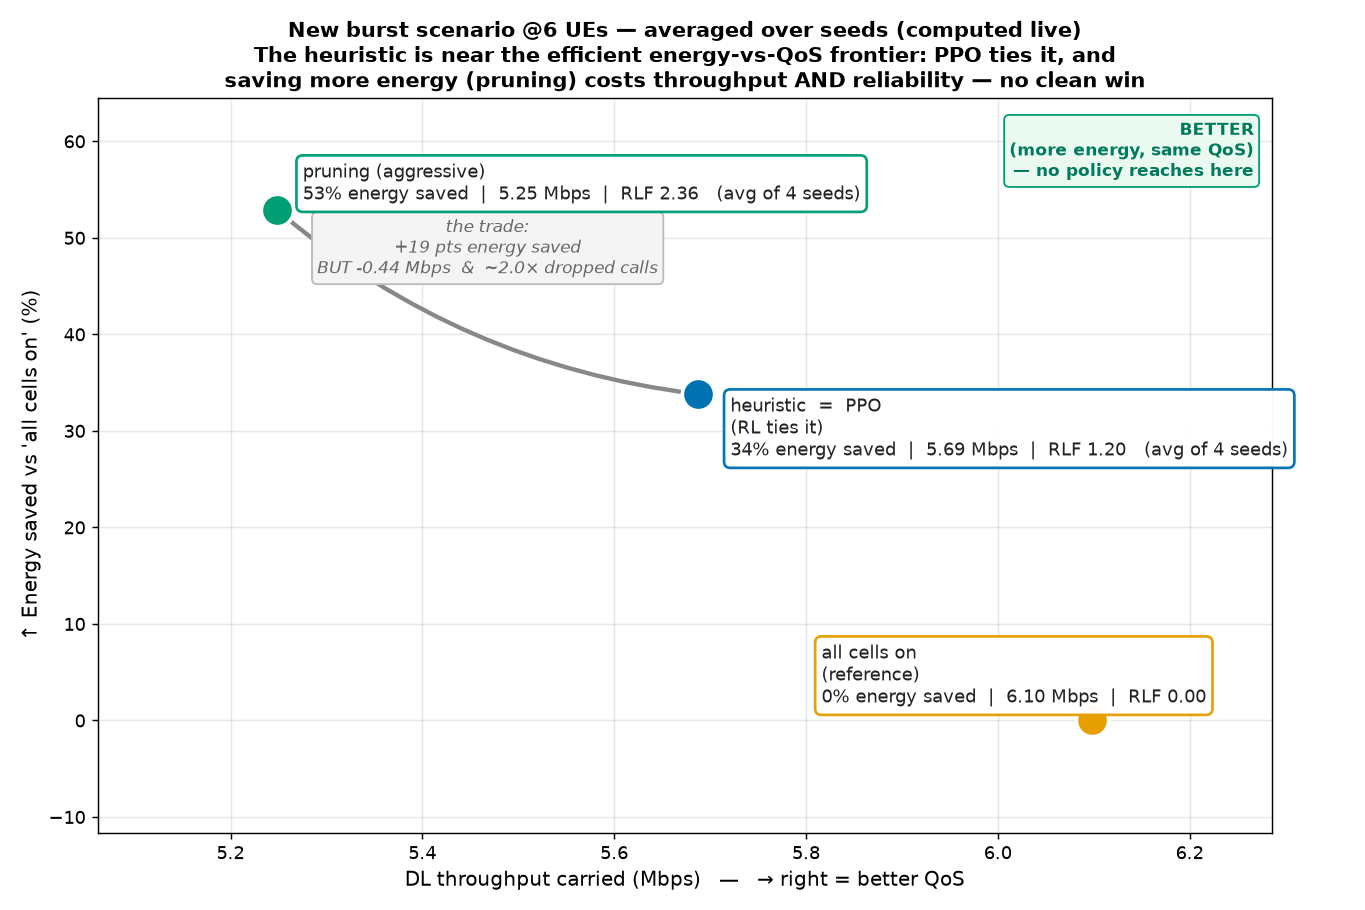 New burst scenario @6 UEs — averaged over seeds (computed live)
The heuristic is near the efficient energy-vs-QoS frontier: PPO ties it, and
saving more energy (pruning) costs throughput AND reliability — no clean win
BETTER
(more energy, same QoS)
— no policy reaches here
pruning (aggressive)
53% energy saved | 5.25 Mbps | RLF 2.36 (avg of 4 seeds)
the trade:
+19 pts energy saved
BUT -0.44 Mbps & ~2.0× dropped calls
heuristic = PPO
(RL ties it)
34% energy saved | 5.69 Mbps | RLF 1.20 (avg of 4 seeds)
all cells on
(reference)
0% energy saved | 6.10 Mbps | RLF 0.00
↑ Energy saved vs 'all cells on' (%)
60
50
40
30
20
10
0
−10
5.2
5.4
5.6
5.8
6.0
6.2
DL throughput carried (Mbps) — → right = better QoS